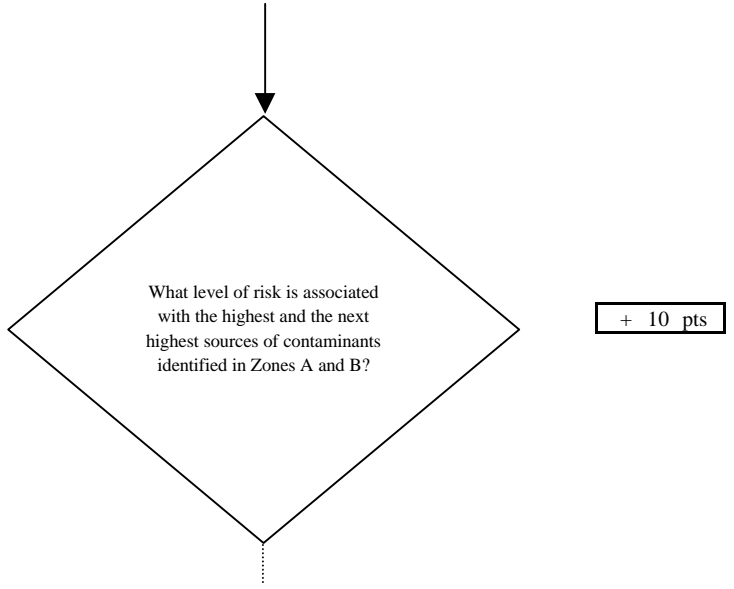 What level of risk is associated
with the highest and the next
highest sources of contaminants
identified in Zones A and B?
+ 10 pts